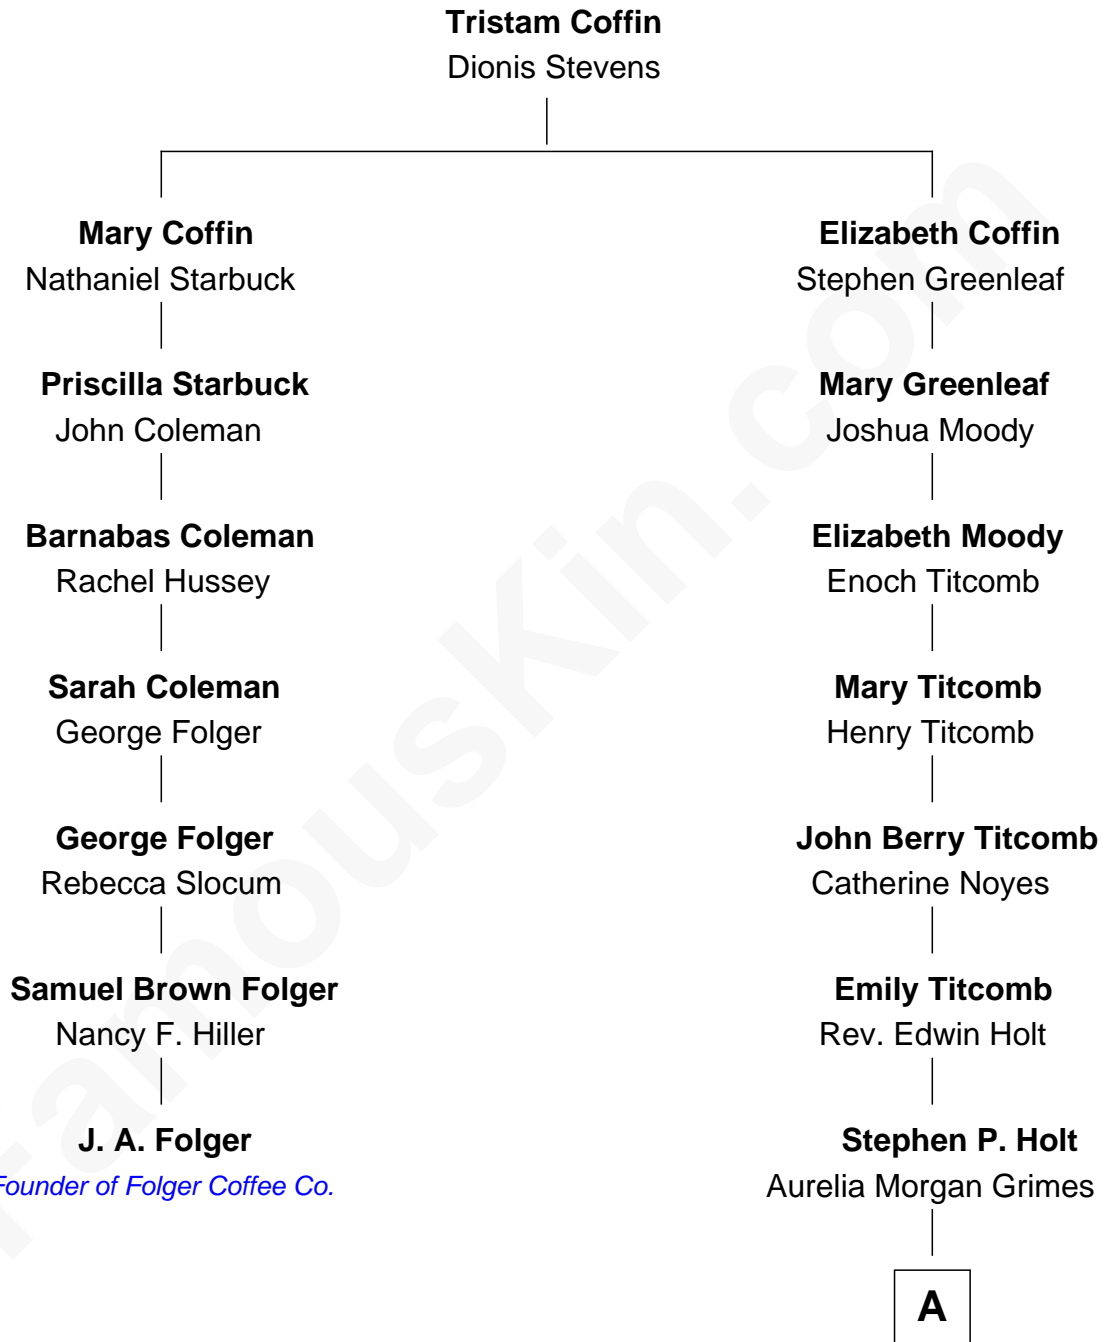 Tristam Coffin
Dionis Stevens
Mary Coffin
Nathaniel Starbuck
Elizabeth Coffin
Stephen Greenleaf
Priscilla Starbuck
John Coleman
Mary Greenleaf
Joshua Moody
Barnabas Coleman
Rachel Hussey
Elizabeth Moody
Enoch Titcomb
Sarah Coleman
George Folger
Mary Titcomb
Henry Titcomb
George Folger
Rebecca Slocum
John Berry Titcomb
Catherine Noyes
Samuel Brown Folger
Nancy F. Hiller
Emily Titcomb
Rev. Edwin Holt
J. A. Folger
Founder of Folger Coffee Co.
Stephen P. Holt
Aurelia Morgan Grimes
A
FamousKin.com